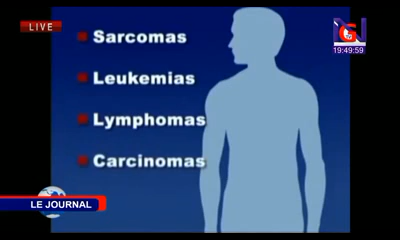 LIVE
19:49:59
Sarcomas
Leukemias
Lymphomas
Carcinomas
LE JOURNAL